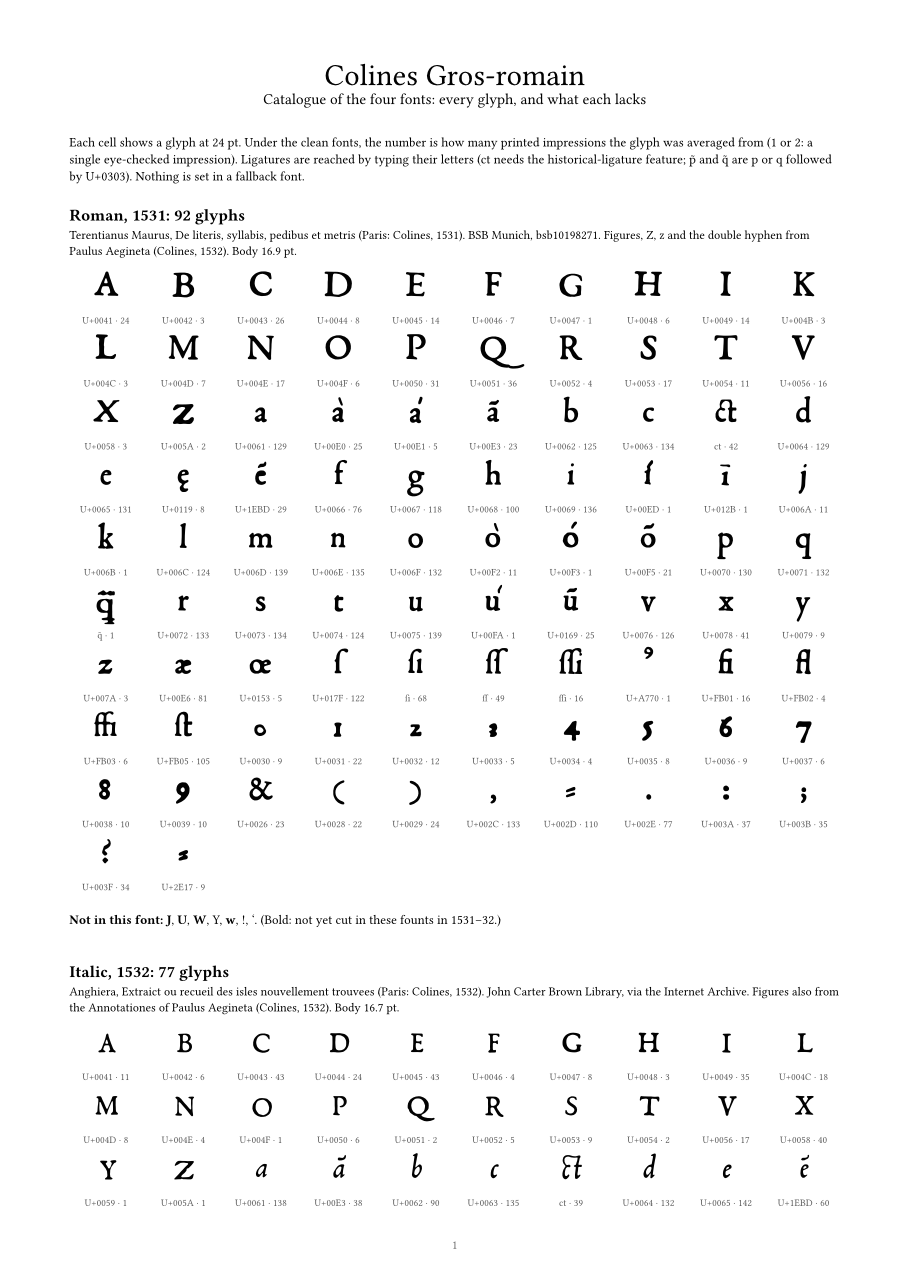 Colines Gros-romain
Catalogue of the four fonts: every glyph, and what each lacks
Each cell shows a glyph at 24 pt. Under the clean fonts, the number is how many printed impressions the glyph was averaged from (1 or 2: a
single eye-checked impression). Ligatures are reached by typing their letters (ct needs the historical-ligature feature; p̃ and q̃ are p or q followed
by U+0303). Nothing is set in a fallback font.
Roman, 1531: 92 glyphs
Terentianus Maurus, De literis, syllabis, pedibus et metris (Paris: Colines, 1531). BSB Munich, bsb10198271. Figures, Z, z and the double hyphen from
Paulus Aegineta (Colines, 1532). Body 16.9 pt.
A B C D E F G H I K
U+0041 · 24 U+0042 · 3 U+0043 · 26 U+0044 · 8 U+0045 · 14 U+0046 · 7 U+0047 · 1 U+0048 · 6 U+0049 · 14 U+004B · 3
L M N O P Q R S T V
U+004C · 3 U+004D · 7 U+004E · 17 U+004F · 6 U+0050 · 31 U+0051 · 36 U+0052 · 4 U+0053 · 17 U+0054 · 11 U+0056 · 16
X Z a à á ã b c ct d
U+0058 · 3 U+005A · 2 U+0061 · 129 U+00E0 · 25 U+00E1 · 5 U+00E3 · 23 U+0062 · 125 U+0063 · 134 ct · 42 U+0064 · 129
e ę ẽ f g h i í ī j
U+0065 · 131 U+0119 · 8 U+1EBD · 29 U+0066 · 76 U+0067 · 118 U+0068 · 100 U+0069 · 136 U+00ED · 1 U+012B · 1 U+006A · 11
k l m n o ò ó õ p q
U+006B · 1 U+006C · 124 U+006D · 139 U+006E · 135 U+006F · 132 U+00F2 · 11 U+00F3 · 1 U+00F5 · 21 U+0070 · 130 U+0071 · 132
q̃ r s t u ú ũ v x y
q̃ · 1 U+0072 · 133 U+0073 · 134 U+0074 · 124 U+0075 · 139 U+00FA · 1 U+0169 · 25 U+0076 · 126 U+0078 · 41 U+0079 · 9
z æ œ ſ ſi ſſ ſſi ꝰ fi fl
U+007A · 3 U+00E6 · 81 U+0153 · 5 U+017F · 122 ſi · 68 ſſ · 49 ſſi · 16 U+A770 · 1 U+FB01 · 16 U+FB02 · 4
ffi ſt 0 1 2 3 4 5 6 7
U+FB03 · 6 U+FB05 · 105 U+0030 · 9 U+0031 · 22 U+0032 · 12 U+0033 · 5 U+0034 · 4 U+0035 · 8 U+0036 · 9 U+0037 · 6
8 9 & ( ) , - . : ;
U+0038 · 10 U+0039 · 10 U+0026 · 23 U+0028 · 22 U+0029 · 24 U+002C · 133 U+002D · 110 U+002E · 77 U+003A · 37 U+003B · 35
? ⸗
U+003F · 34 U+2E17 · 9
Not in this font: J, U, W, Y, w, !, ‘. (Bold: not yet cut in these founts in 1531–32.)
Italic, 1532: 77 glyphs
Anghiera, Extraict ou recueil des isles nouvellement trouvees (Paris: Colines, 1532). John Carter Brown Library, via the Internet Archive. Figures also from
the Annotationes of Paulus Aegineta (Colines, 1532). Body 16.7 pt.
A B C D E F G H I L
U+0041 · 11 U+0042 · 6 U+0043 · 43 U+0044 · 24 U+0045 · 43 U+0046 · 4 U+0047 · 8 U+0048 · 3 U+0049 · 35 U+004C · 18
M N O P Q R S T V X
U+004D · 8 U+004E · 4 U+004F · 1 U+0050 · 6 U+0051 · 2 U+0052 · 5 U+0053 · 9 U+0054 · 2 U+0056 · 17 U+0058 · 40
Y Z a ã b c ct d e ẽ
U+0059 · 1 U+005A · 1 U+0061 · 138 U+00E3 · 38 U+0062 · 90 U+0063 · 135 ct · 39 U+0064 · 132 U+0065 · 142 U+1EBD · 60
1